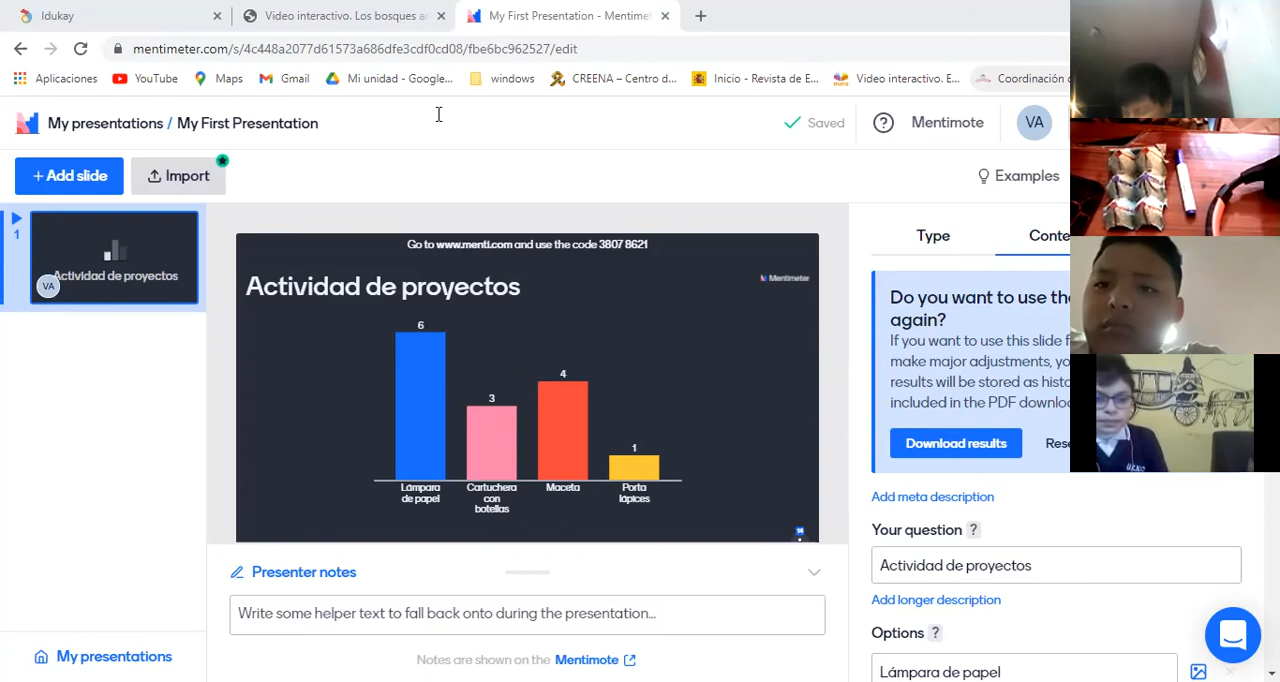 Idukay
Video interactivo. Los bosques a
My First Presentation - Mentimet
mentimeter.com/s/4c448a2077d61573a686dfe3cdf0cd08/fbe6bc962527/edit
Aplicaciones YouTube Maps Gmail Mi unidad - Google... windows CREENA – Centro d... Inicio - Revista de E... Video interactivo. E... Coordinación
My presentations / My First Presentation
Saved
Mentimote
VA
+ Add slide
Import
Examples
1
Actividad de proyectos
VA
Go to www.menti.com and use the code 3807 8621
Actividad de proyectos
Mentimeter
6
3
4
1
Lámpara de papel
Cartuchera con botellas
Maceta
Porta lápices
14
Type
Conte
Do you want to use th
again?
If you want to use this slide f
make major adjustments, yo
results will be stored as histo
included in the PDF downloa
Download results
Rese
Add meta description
Your question ?
Actividad de proyectos
Add longer description
Options ?
Lámpara de papel
Presenter notes
Write some helper text to fall back onto during the presentation...
Notes are shown on the Mentimote
My presentations